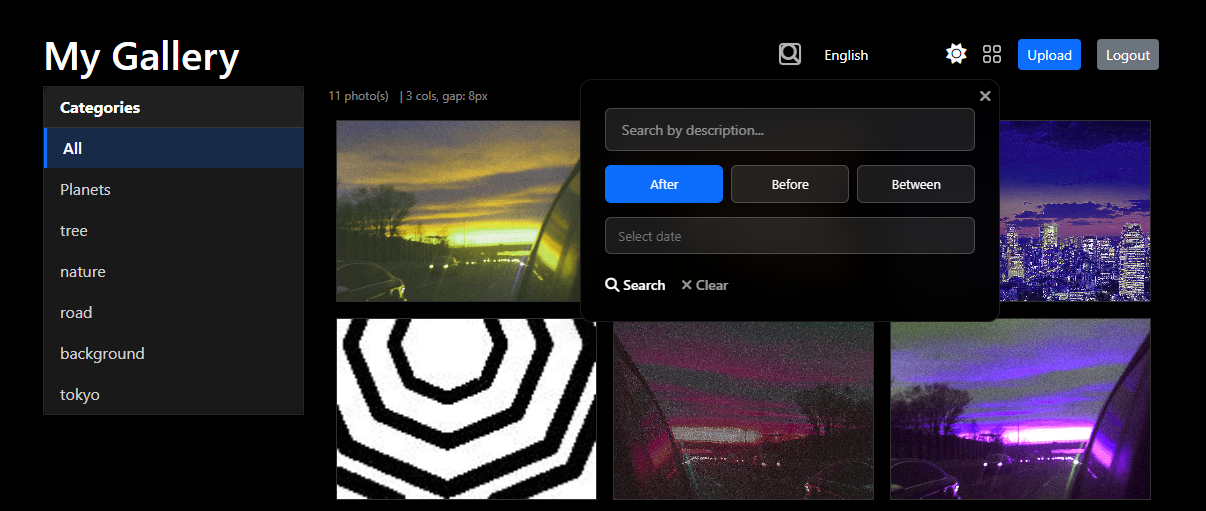 My Gallery
English
Upload
Logout
Categories
All
Planets
tree
nature
road
background
tokyo
11 photo(s) | 3 cols, gap: 8px
Search by description...
After
Before
Between
Select date
Search
Clear